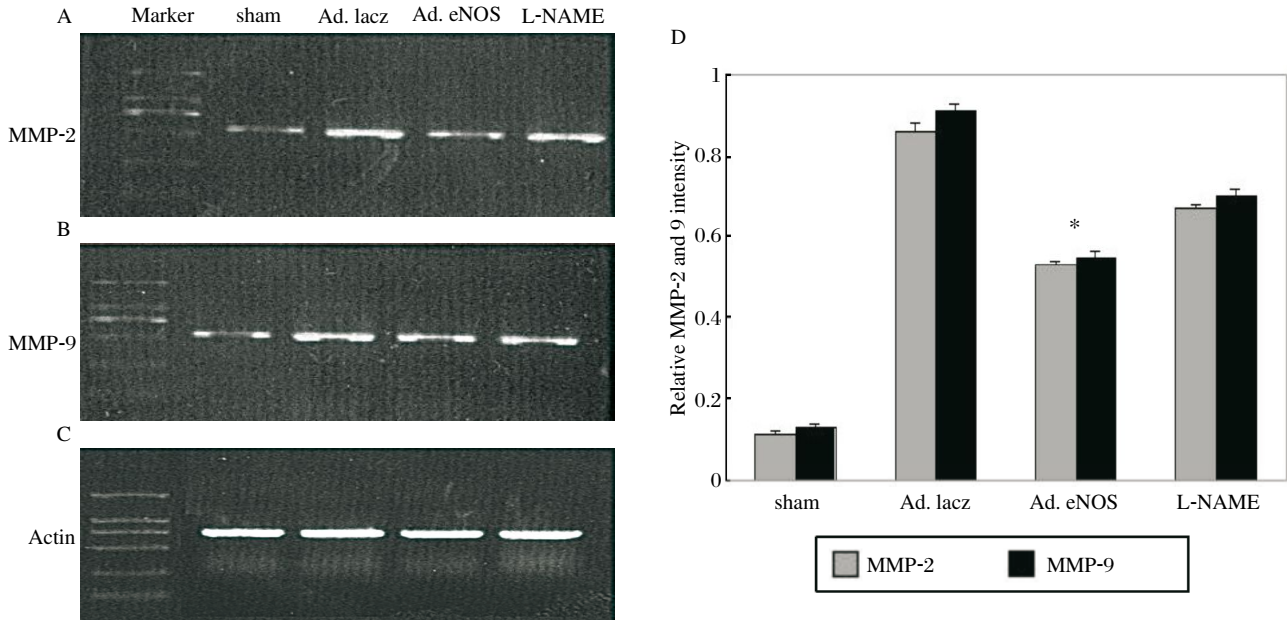 A
Marker sham Ad. lacz Ad. eNOS L-NAME
MMP-2
B
MMP-9
C
Actin
D
Relative MMP-2 and 9 intensity
1
0.8
0.6
0.4
0.2
0
*
sham Ad. lacz Ad. eNOS L-NAME
MMP-2 MMP-9